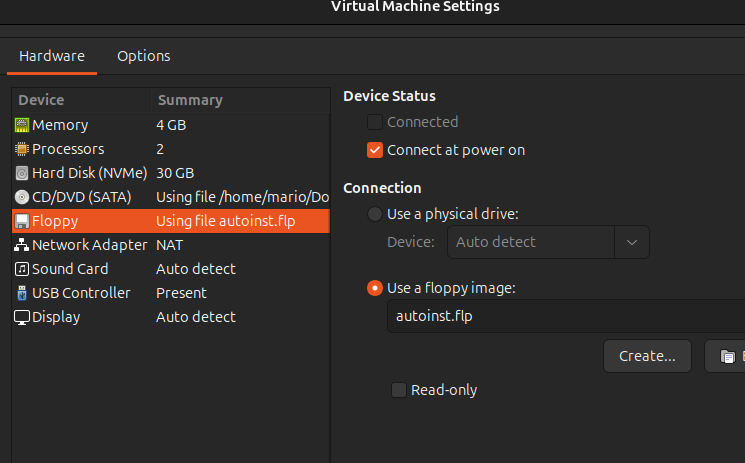 Virtual Machine Settings
Hardware Options
Device Summary
Memory 4 GB
Processors 2
Hard Disk (NVMe) 30 GB
CD/DVD (SATA) Using file /home/mario/Do
Floppy Using file autoinst.flp
Network Adapter NAT
Sound Card Auto detect
USB Controller Present
Display Auto detect
Device Status
Connected
Connect at power on
Connection
Use a physical drive:
Device: Auto detect
Use a floppy image:
autoinst.flp
Create...
Read-only